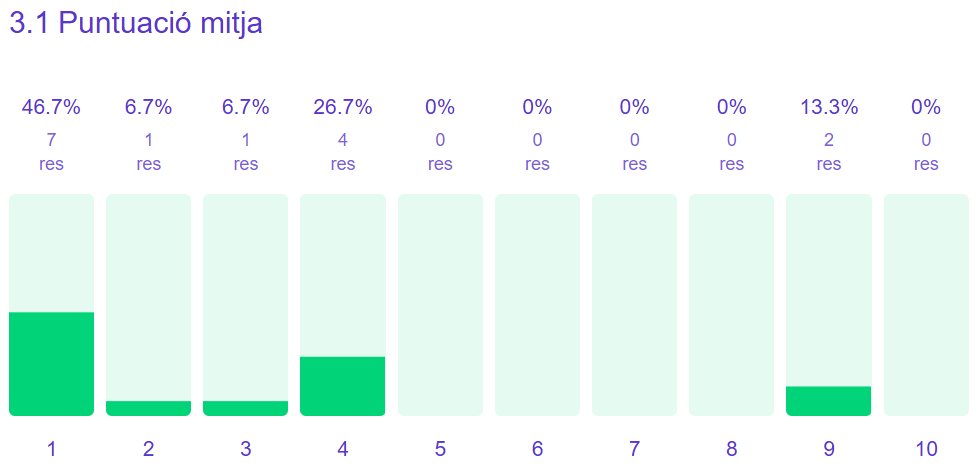 3.1 Puntuació mitja
46.7% 6.7% 6.7% 26.7% 0% 0% 0% 0% 13.3% 0%
7 1 1 4 0 0 0 0 2 0
res res res res res res res res res res
1 2 3 4 5 6 7 8 9 10